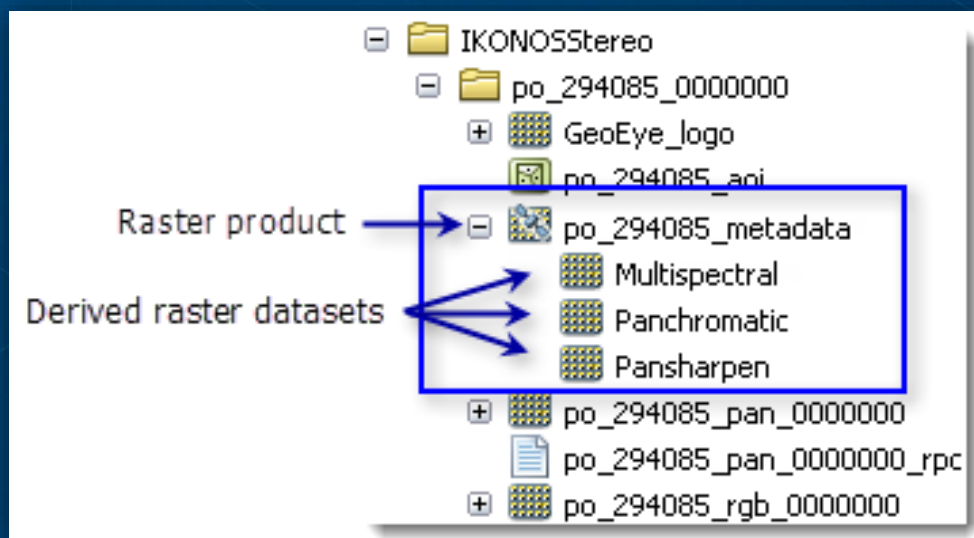 IKONOSStereo
po_294085_0000000
GeoEye_logo
po_294085_aoi
Raster product
po_294085_metadata
Multispectral
Derived raster datasets
Panchromatic
Pansharpen
po_294085_pan_0000000
po_294085_pan_0000000_rpc
po_294085_rgb_0000000